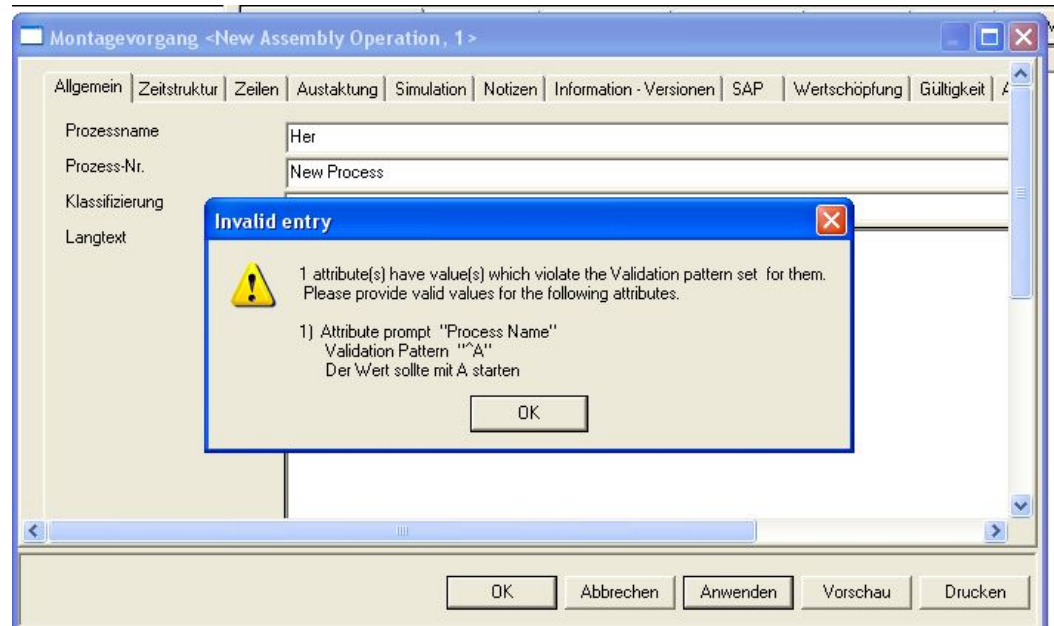 Montagevorgang <New Assembly Operation, 1>
Allgemein Zeitstruktur Zeilen Austaktung Simulation Notizen Information - Versionen SAP Wertschöpfung Gültigkeit
Prozessname Her
Prozess-Nr. New Process
Klassifizierung
Langtext
Invalid entry
1 attribute(s) have value(s) which violate the Validation pattern set for them.
Please provide valid values for the following attributes.
1) Attribute prompt "Process Name"
Validation Pattern "^A"
Der Wert sollte mit A starten
OK
OK Abbrechen Anwenden Vorschau Drucken